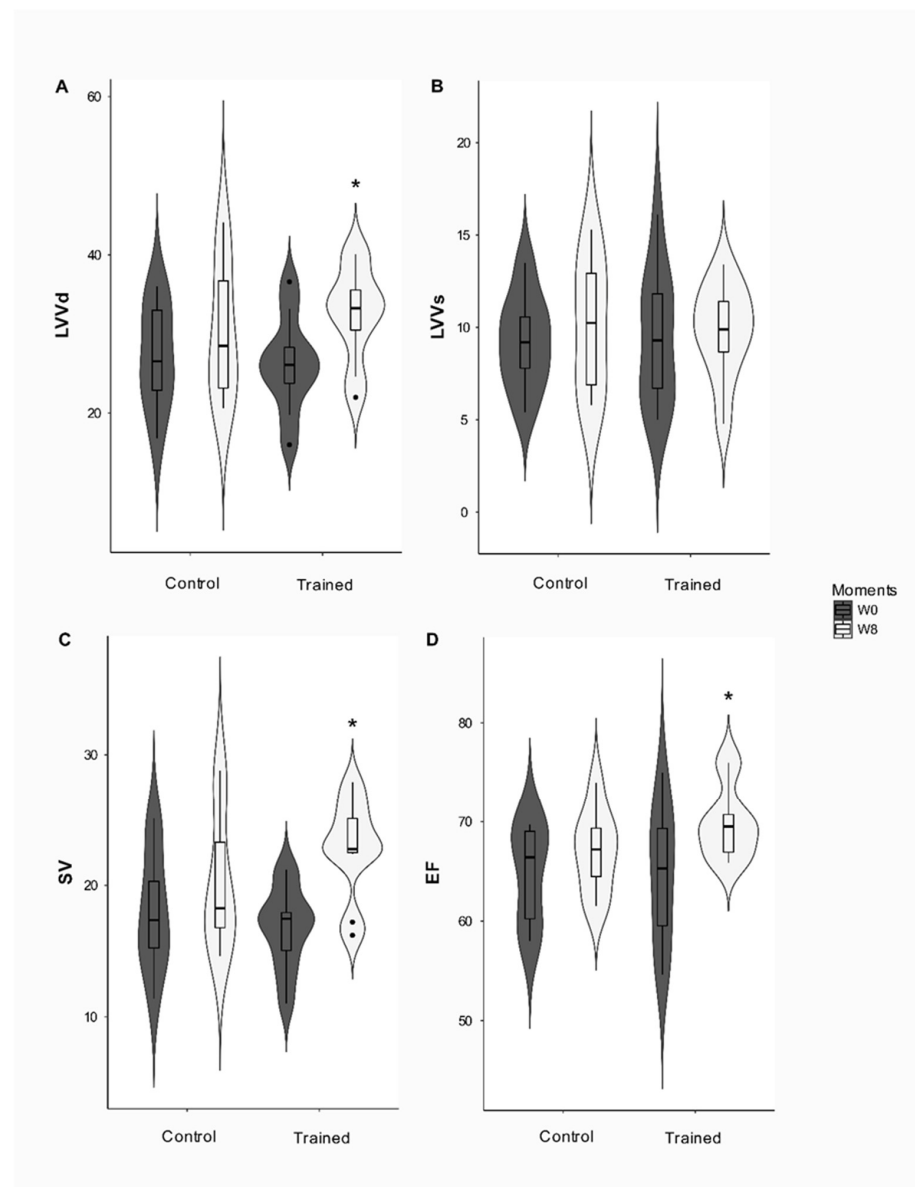 A
60
40
20
LVVd
*
Control
Trained
B
20
15
10
5
0
LVVs
Control
Trained
Moments
W0
W8
C
30
20
10
SV
*
Control
Trained
D
80
70
60
50
EF
*
Control
Trained